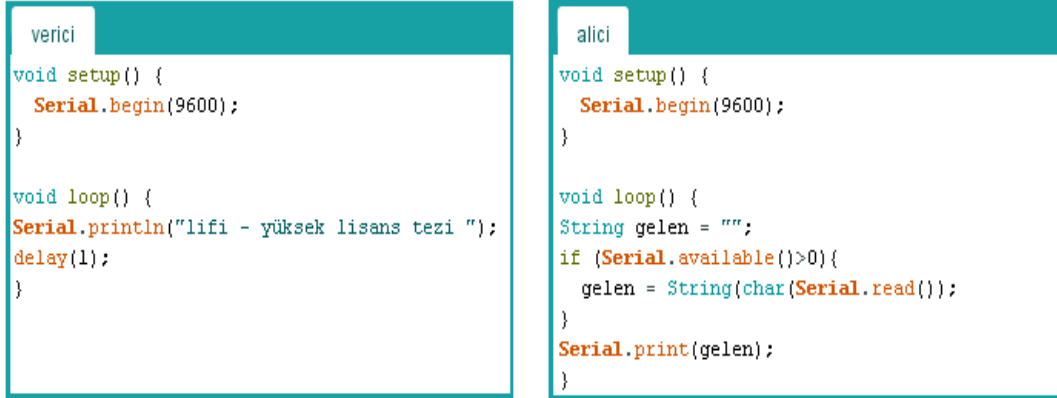 verici
void setup() {
  Serial.begin(9600);
}
void loop() {
Serial.println("lifi - yüksek lisans tezi ");
delay(1);
}
alici
void setup() {
  Serial.begin(9600);
}
void loop() {
String gelen = "";
if (Serial.available()>0){
  gelen = String(char(Serial.read());
}
Serial.print(gelen);
}